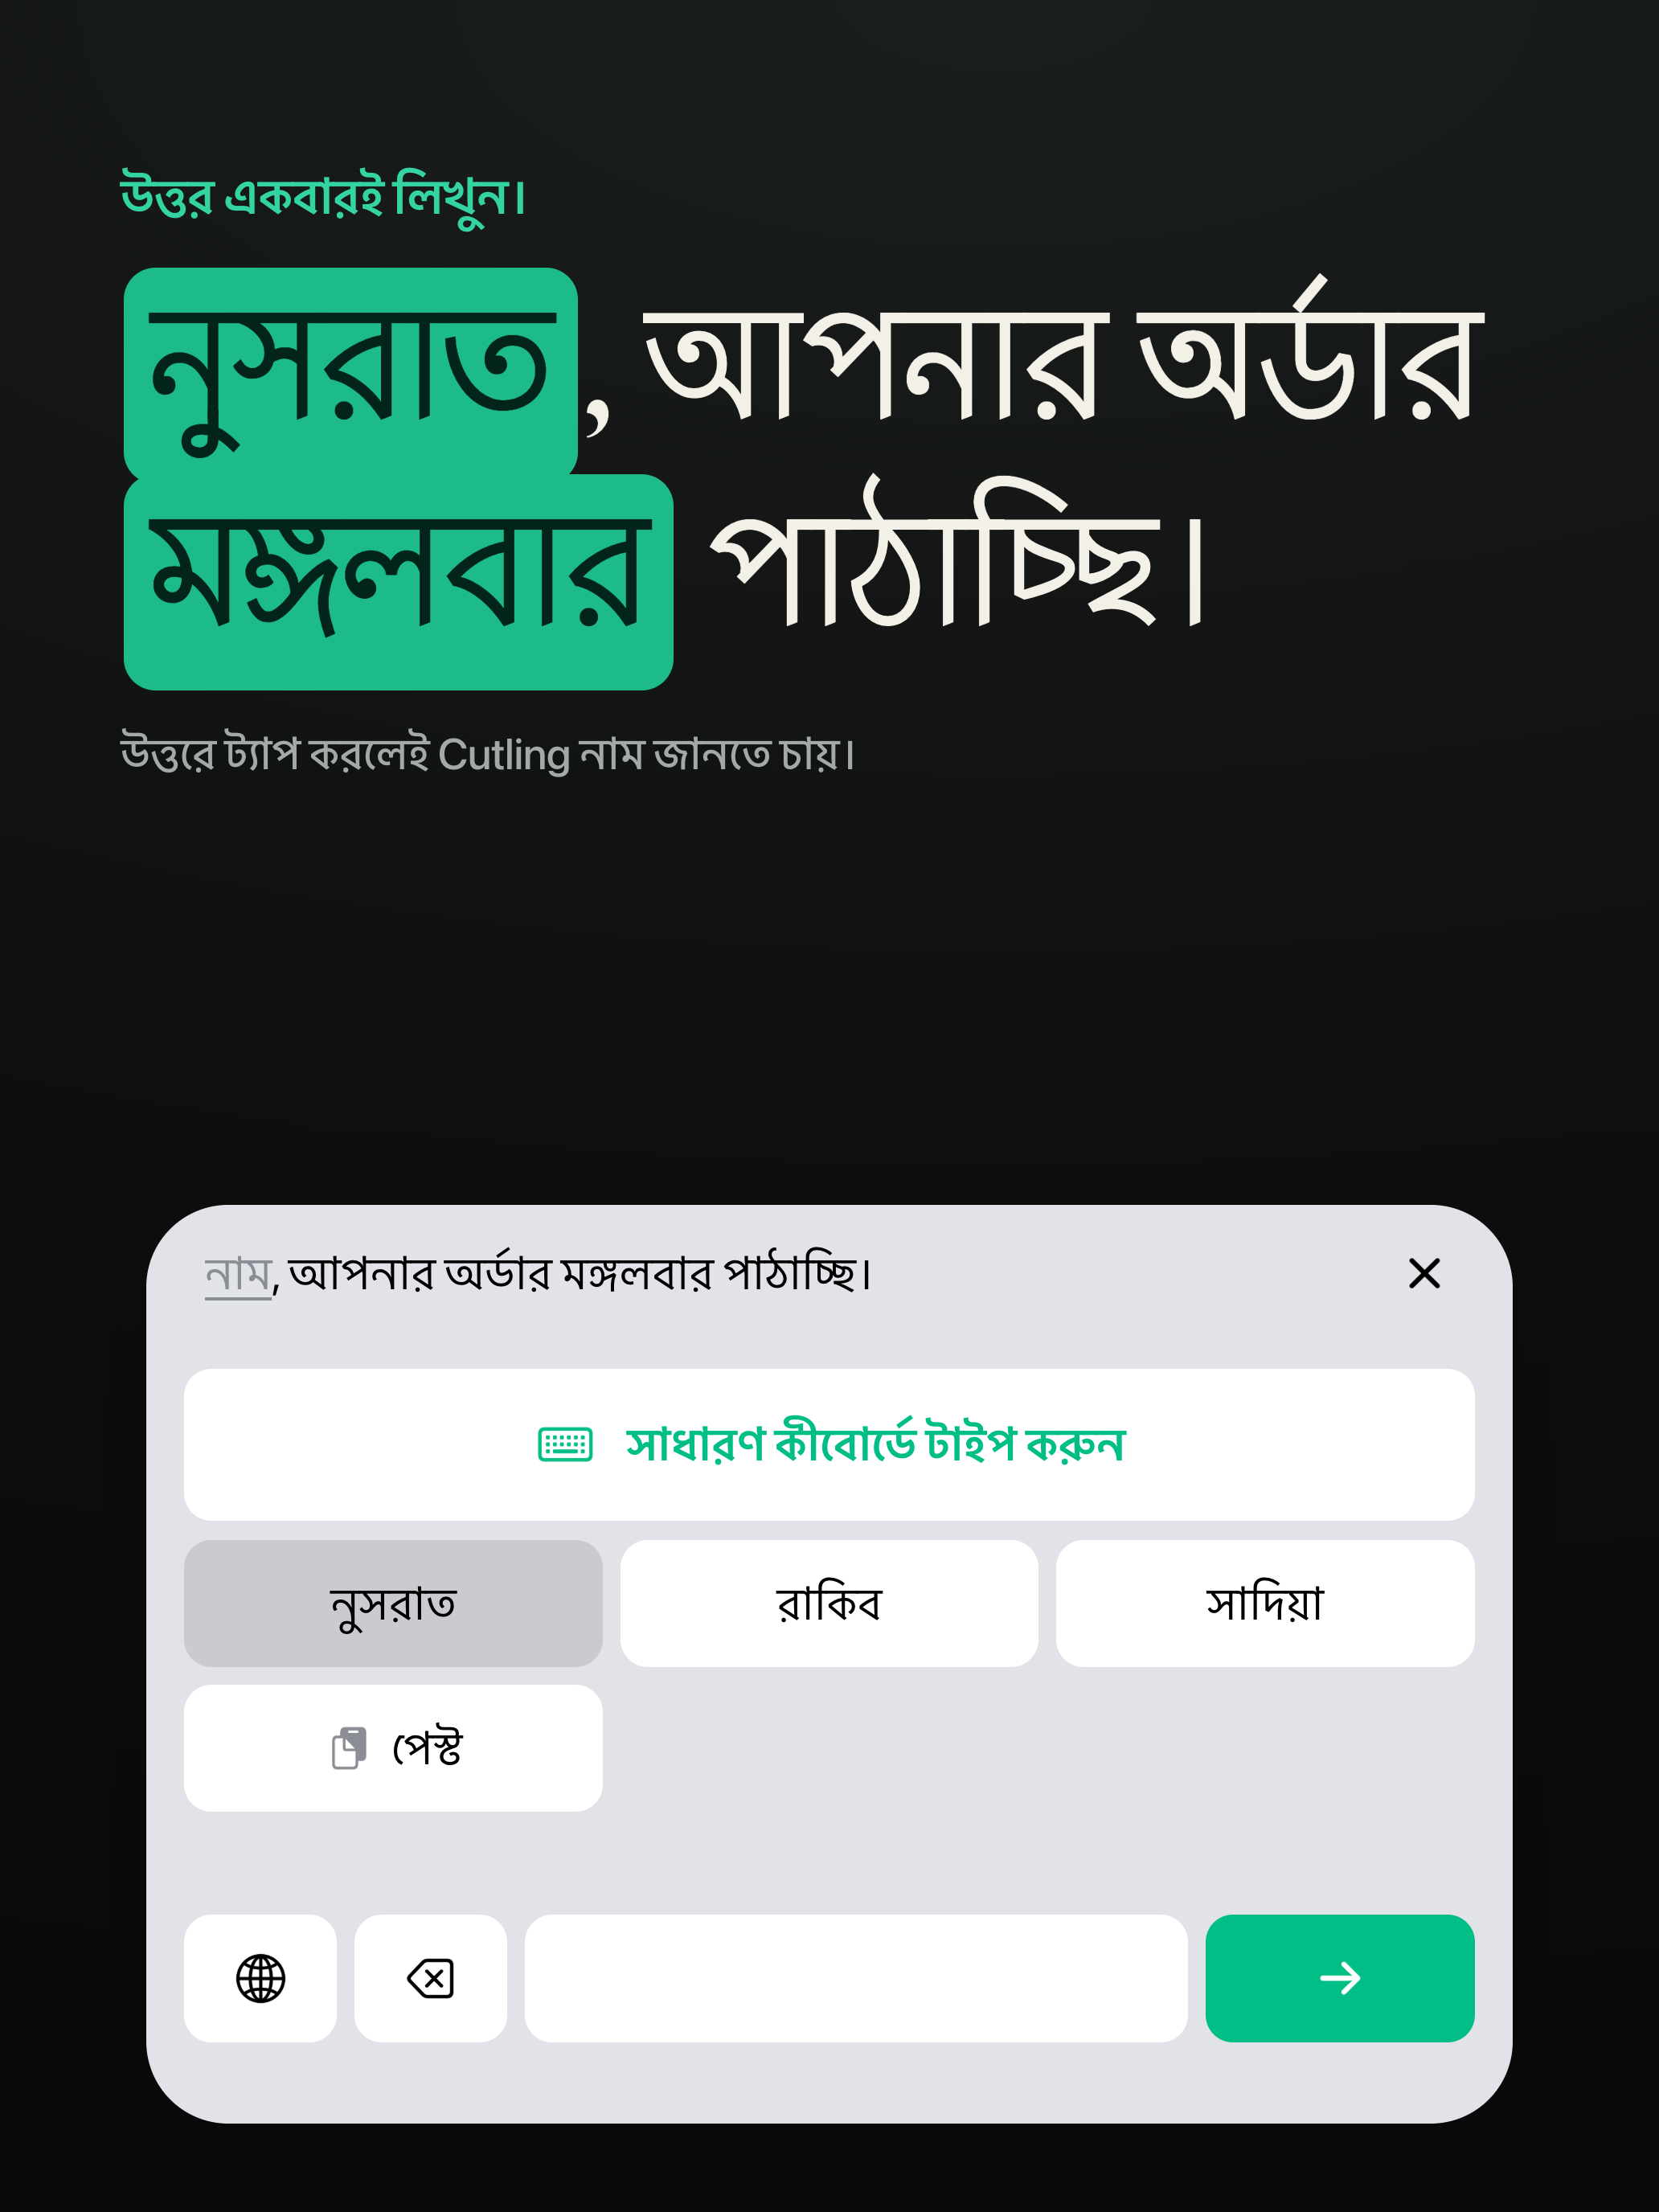 উত্তর একবারই লিখুন।
নুসরাত, আপনার অর্ডার
মঙ্গলবার পাঠাচ্ছি।
উত্তরে ট্যাপ করলেই Cutling নাম জানতে চায়।
নাম, আপনার অর্ডার মঙ্গলবার পাঠাচ্ছি।
সাধারণ কীবোর্ডে টাইপ করুন
নুসরাত
রাকিব
সাদিয়া
পেস্ট